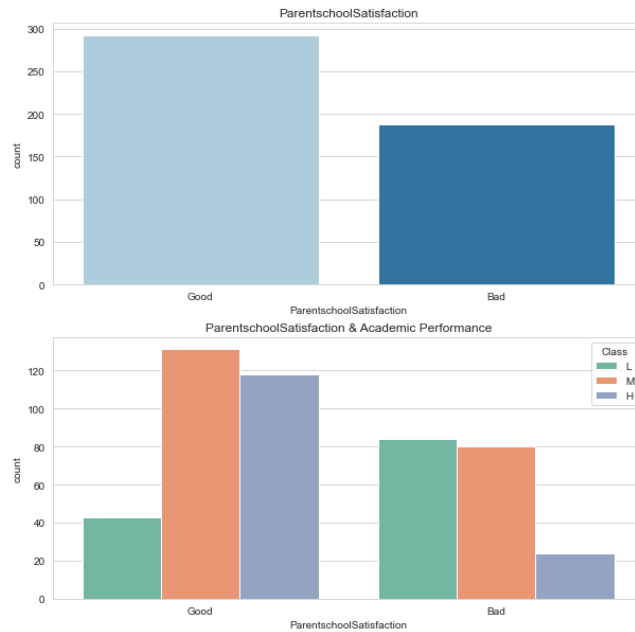 ParentschoolSatisfaction
300
250
200
150
100
50
0
count
Good
Bad
ParentschoolSatisfaction
ParentschoolSatisfaction & Academic Performance
120
100
80
60
40
20
0
count
Class
L
M
H
Good
Bad
ParentschoolSatisfaction